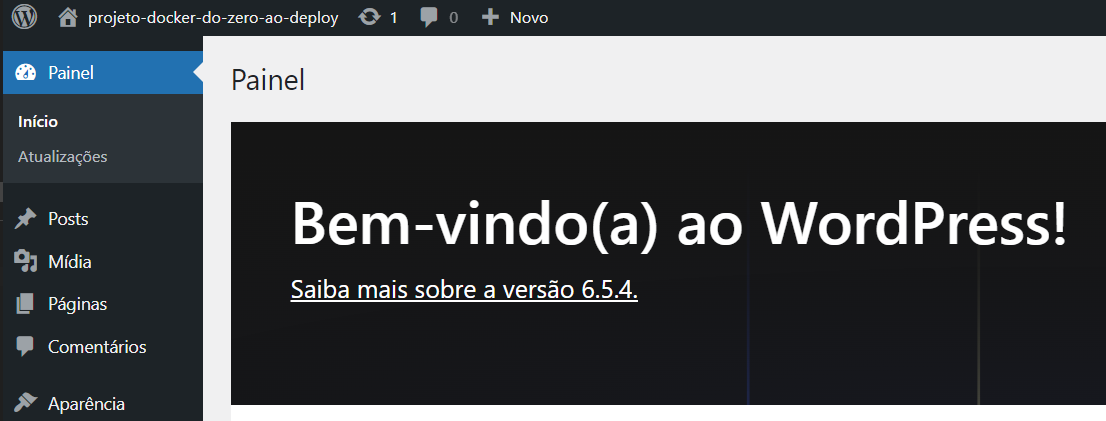 projeto-docker-do-zero-ao-deploy 1 0 Novo
Painel
Início
Atualizações
Posts
Mídia
Páginas
Comentários
Aparência
Painel
Bem-vindo(a) ao WordPress!
Saiba mais sobre a versão 6.5.4.